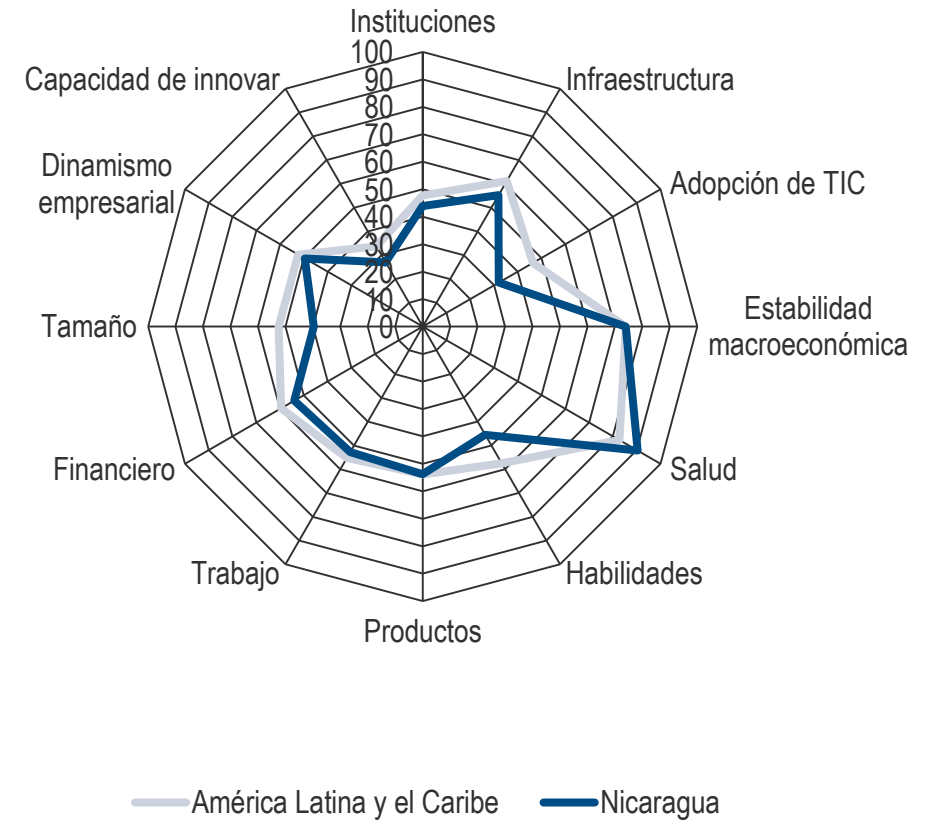 Instituciones
100
90
80
70
60
50
40
30
20
10
0
Infraestructura
Adopción de TIC
Estabilidad
macroeconómica
Salud
Habilidades
Productos
Trabajo
Financiero
Tamaño
Dinamismo
empresarial
Capacidad de innovar
América Latina y el Caribe
Nicaragua